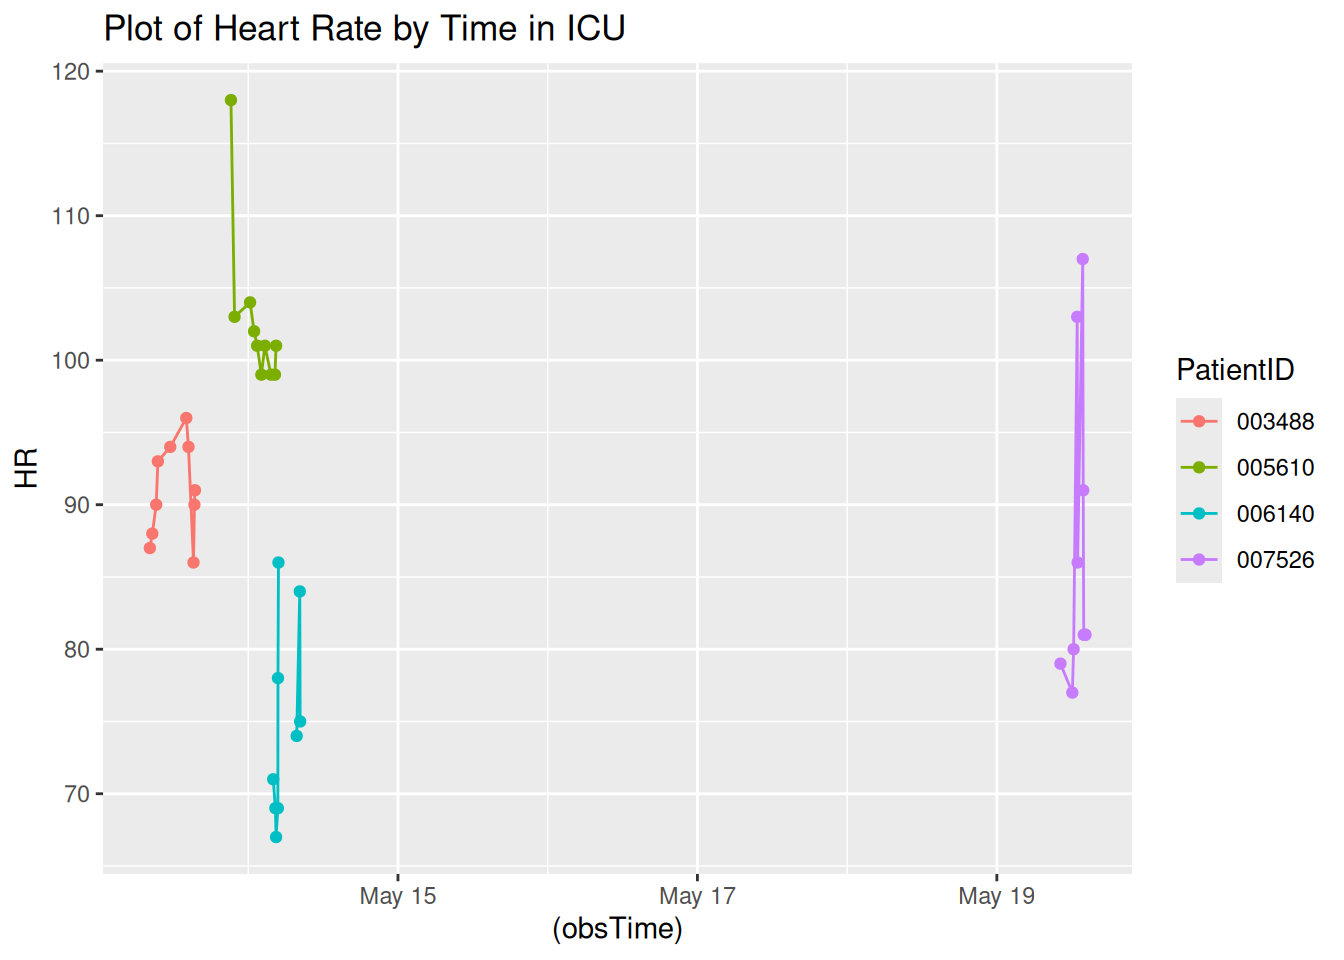 Plot of Heart Rate by Time in ICU
120
110
100
90
80
70
HR
May 15
May 17
May 19
(obsTime)
PatientID
003488
005610
006140
007526